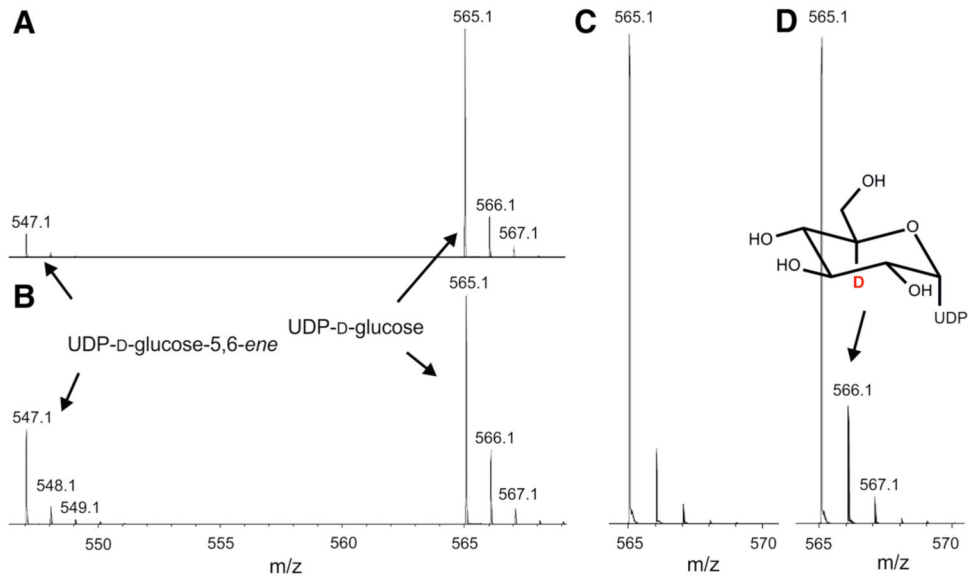 A
565.1
547.1
566.1
567.1
B
565.1
UDP-D-glucose
UDP-D-glucose-5,6-ene
547.1
548.1
549.1
566.1
567.1
550
555
560
565
m/z
C
565.1
565
570
m/z
D
565.1
OH
O
HO
HO
D
OH
UDP
566.1
567.1
565
570
m/z